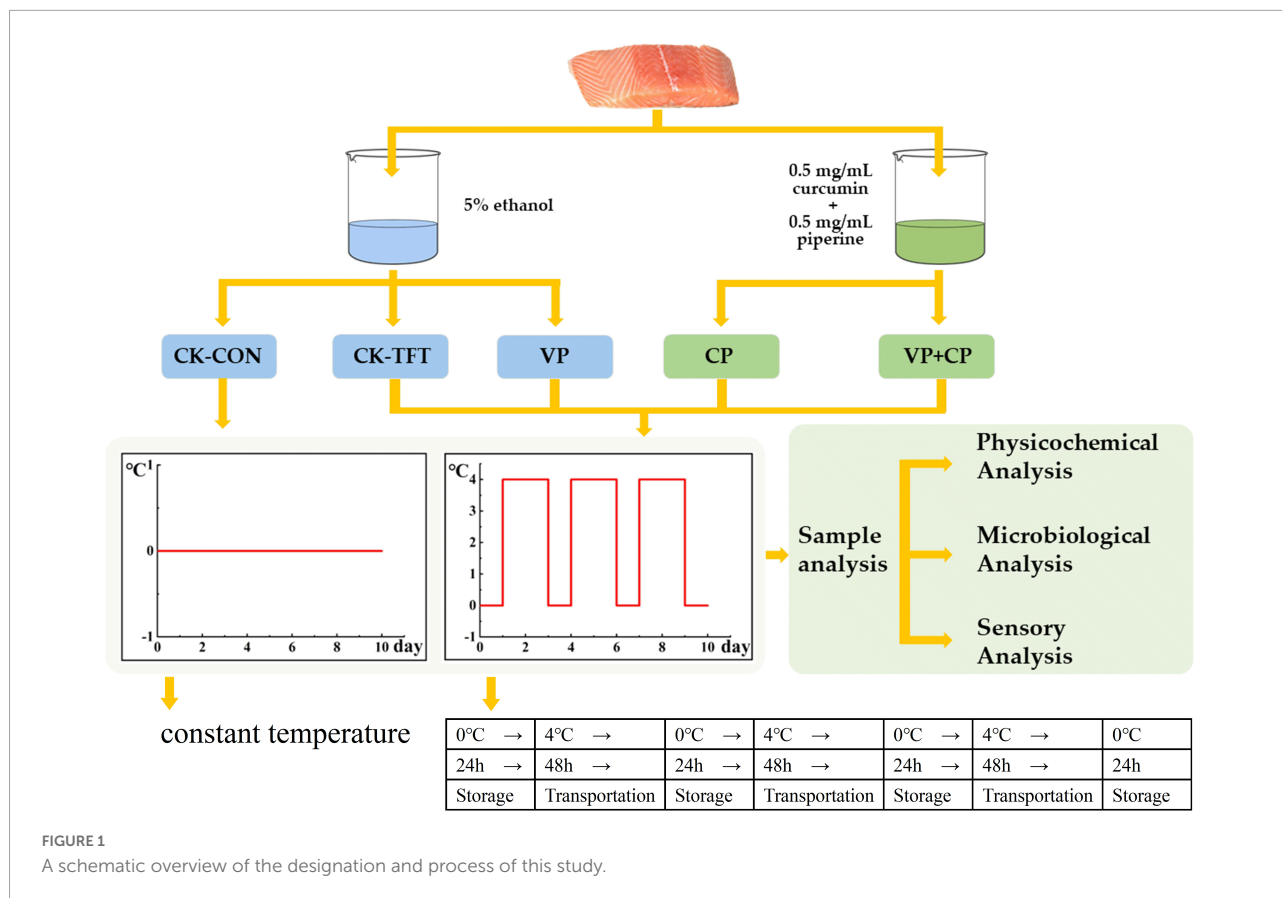 5% ethanol
0.5 mg/mL
curcumin
+
0.5 mg/mL
piperine
CK-CON
CK-TFT
VP
CP
VP+CP
°C
1
0
-1
0
2
4
6
8
10
day
°C
4
3
2
1
0
-1
0
2
4
6
8
10
day
Sample
analysis
Physicochemical
Analysis
Microbiological
Analysis
Sensory
Analysis
constant temperature
0°C → 4°C → 0°C → 4°C → 0°C → 4°C → 0°C
24h → 48h → 24h → 48h → 24h → 48h → 24h
Storage Transportation Storage Transportation Storage Transportation Storage
FIGURE 1
A schematic overview of the designation and process of this study.